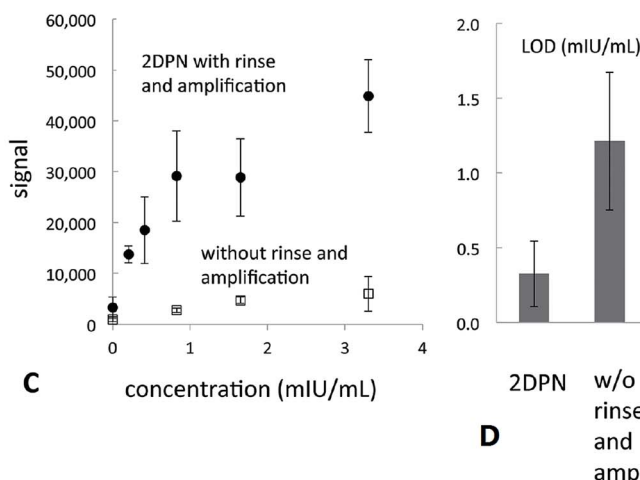 60,000
50,000
40,000
30,000
20,000
10,000
0
signal
2DPN with rinse
and amplification
without rinse and
amplification
0
1
2
3
4
concentration (mIU/mL)
C
2.0
1.5
1.0
0.5
0.0
LOD (mIU/mL)
2DPN
w/o
rinse
and
amp
D